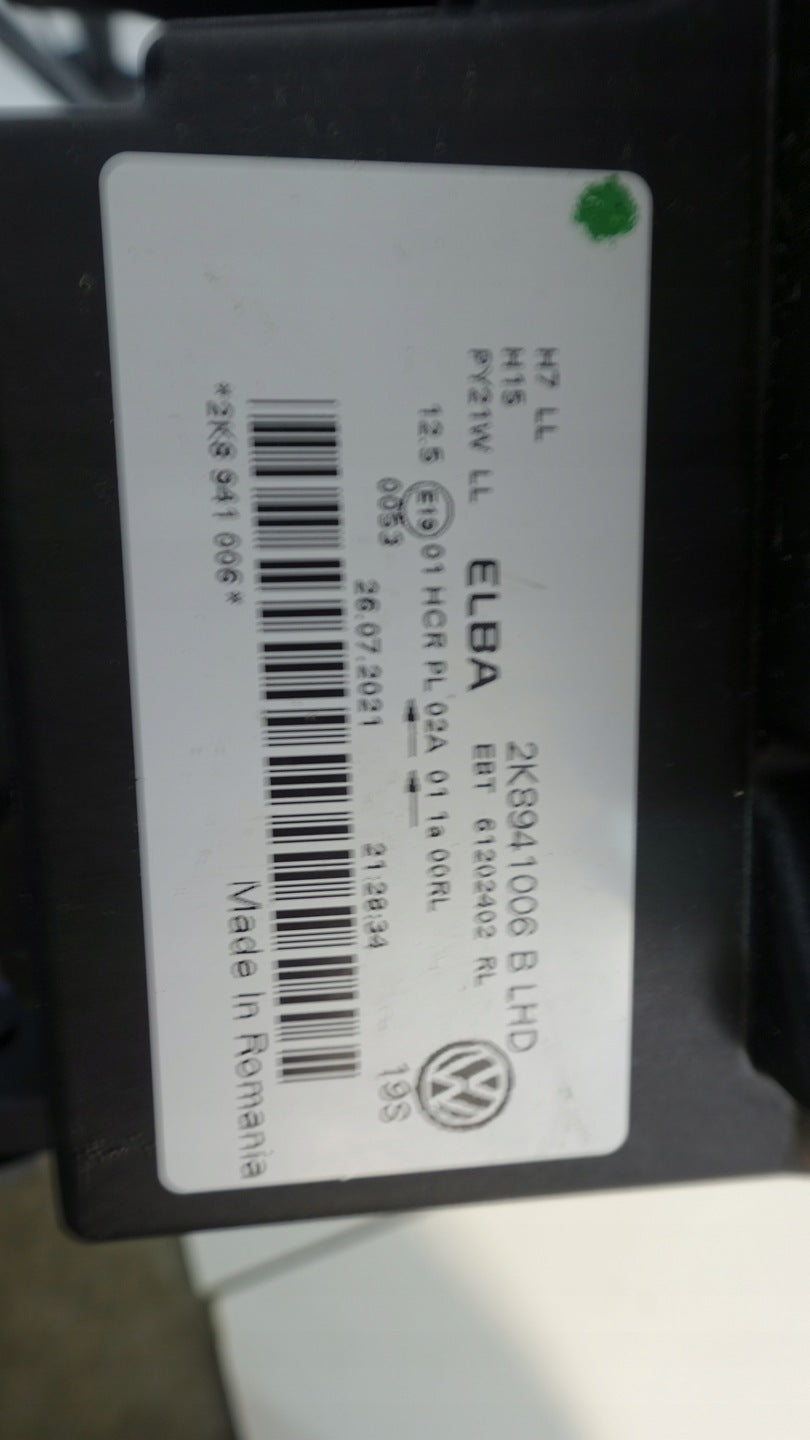 H7 LL
H15
PY21W LL
2K8941006 B LHD
ELBA
EBT 61202402 RL
12.5 E19 01 HCR PL 02A 01 1a 00RL
0053
26.07.2021
21:28:34
19S
*2K8 941 006*
Made In Romania